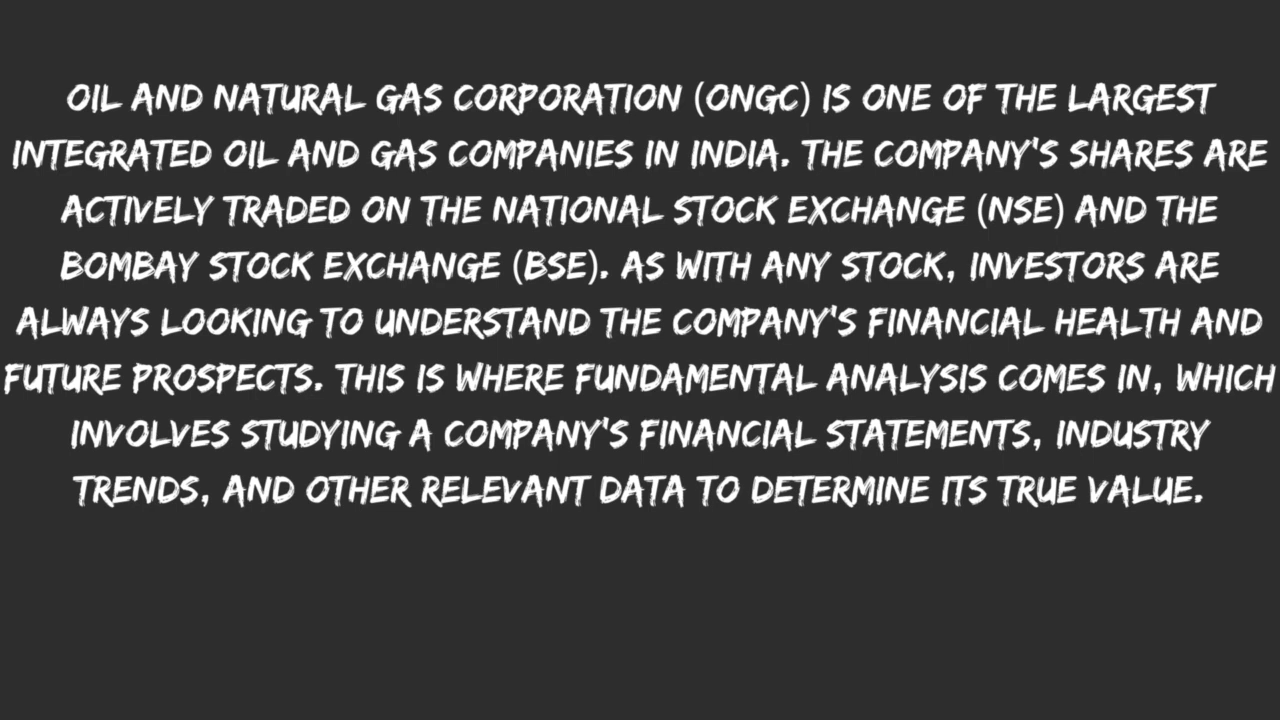 OIL AND NATURAL GAS CORPORATION (ONGC) IS ONE OF THE LARGEST
INTEGRATED OIL AND GAS COMPANIES IN INDIA. THE COMPANY'S SHARES ARE
ACTIVELY TRADED ON THE NATIONAL STOCK EXCHANGE (NSE) AND THE
BOMBAY STOCK EXCHANGE (BSE). AS WITH ANY STOCK, INVESTORS ARE
ALWAYS LOOKING TO UNDERSTAND THE COMPANY'S FINANCIAL HEALTH AND
FUTURE PROSPECTS. THIS IS WHERE FUNDAMENTAL ANALYSIS COMES IN, WHICH
INVOLVES STUDYING A COMPANY'S FINANCIAL STATEMENTS, INDUSTRY
TRENDS, AND OTHER RELEVANT DATA TO DETERMINE ITS TRUE VALUE.